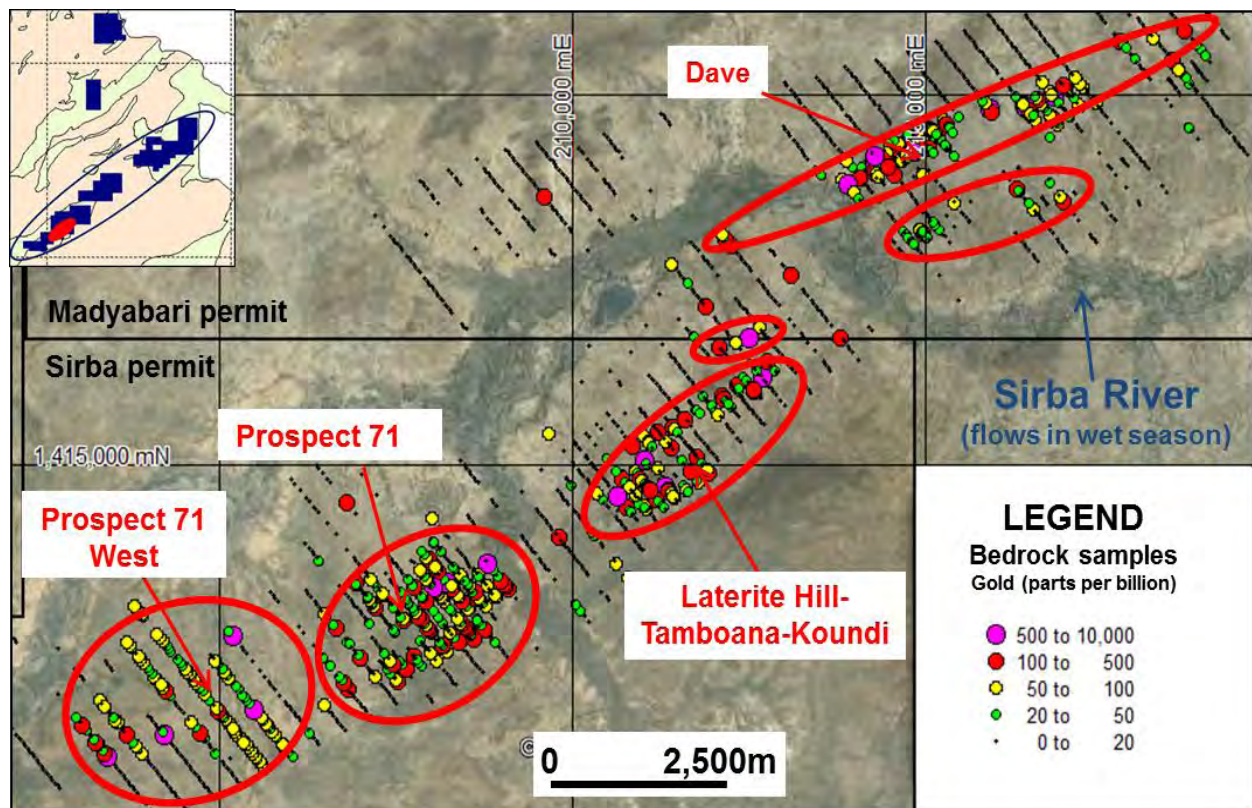 210,000 mE
213,000 mE
Dave
Madyabari permit
Sirba permit
Sirba River
(flows in wet season)
Prospect 71
1,415,000 mN
Prospect 71
West
Laterite Hill-
Tamboana-Koundi
©
0 2,500m
LEGEND
Bedrock samples
Gold (parts per billion)
500 to 10,000
100 to 500
50 to 100
20 to 50
0 to 20